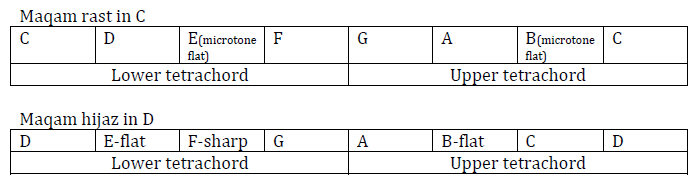 Maqam rast in C
C D E(microtone flat) F G A B(microtone flat) C
Lower tetrachord Upper tetrachord
Maqam hijaz in D
D E-flat F-sharp G A B-flat C D
Lower tetrachord Upper tetrachord